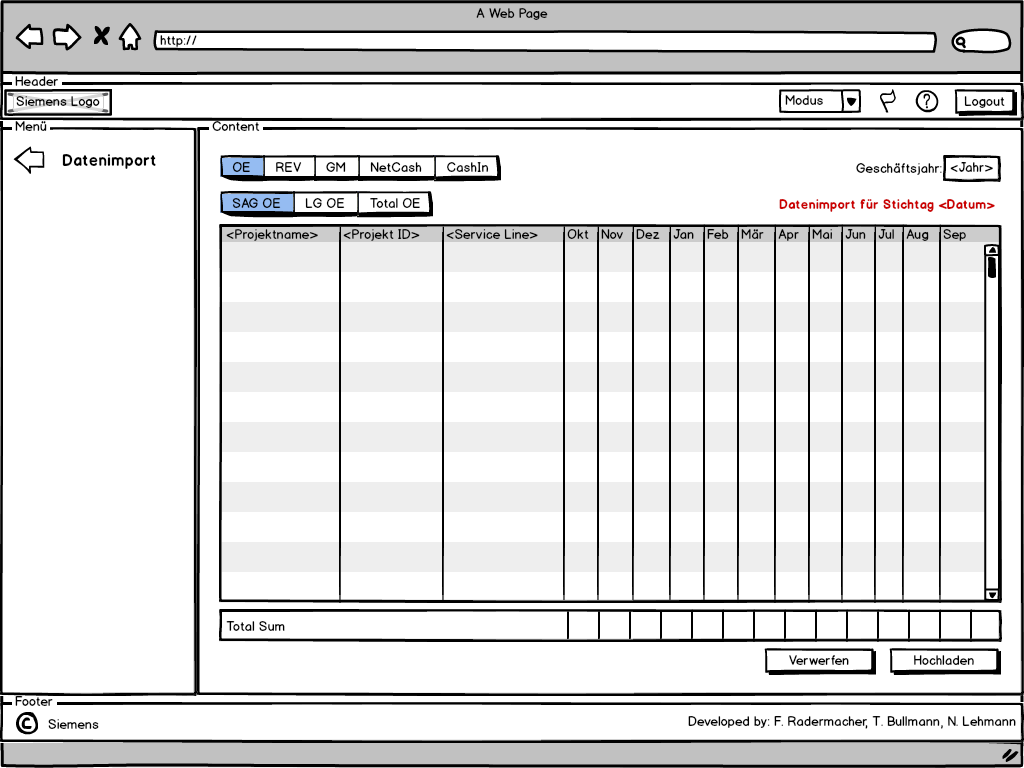 A Web Page
http://
Header
Siemens Logo
Modus
?
Logout
Menü
Content
Datenimport
OE REV GM NetCash CashIn
Geschäftsjahr: <Jahr>
SAG OE LG OE Total OE
Datenimport für Stichtag <Datum>
<Projektname> <Projekt ID> <Service Line> Okt Nov Dez Jan Feb Mär Apr Mai Jun Jul Aug Sep
Total Sum
Verwerfen Hochladen
Footer
© Siemens
Developed by: F. Radermacher, T. Bullmann, N. Lehmann